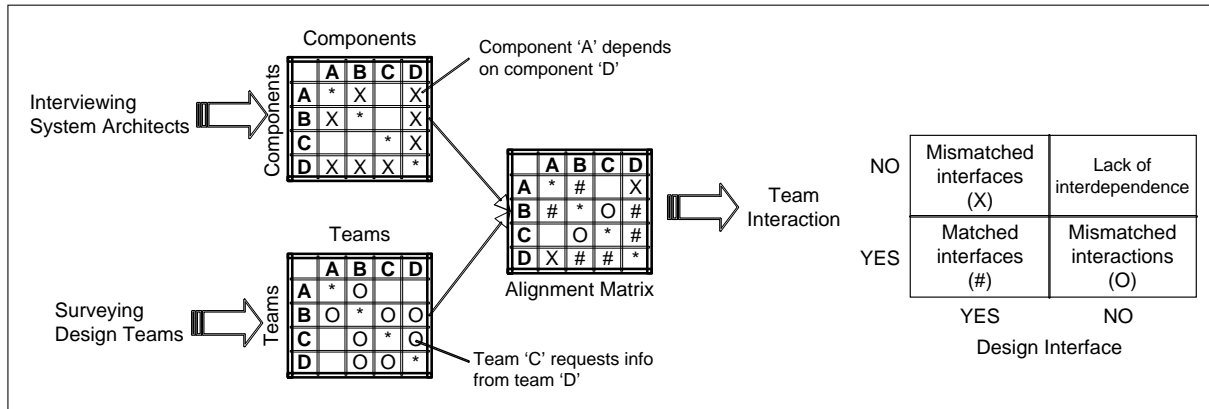 Components
Component ‘A’ depends
on component ‘D’
Interviewing
System Architects
Components
A B C D
A * X X
B X * X
C * X
D X X X *
Teams
Surveying
Design Teams
Teams
A B C D
A * O
B O * O O
C O * O
D O O *
Team ‘C’ requests info
from team ‘D’
A B C D
A * # X
B # * O #
C O * #
D X # # *
Alignment Matrix
Team
Interaction
NO
YES
Mismatched
interfaces
(X)
Lack of
interdependence
Matched
interfaces
(#)
Mismatched
interactions
(O)
YES NO
Design Interface